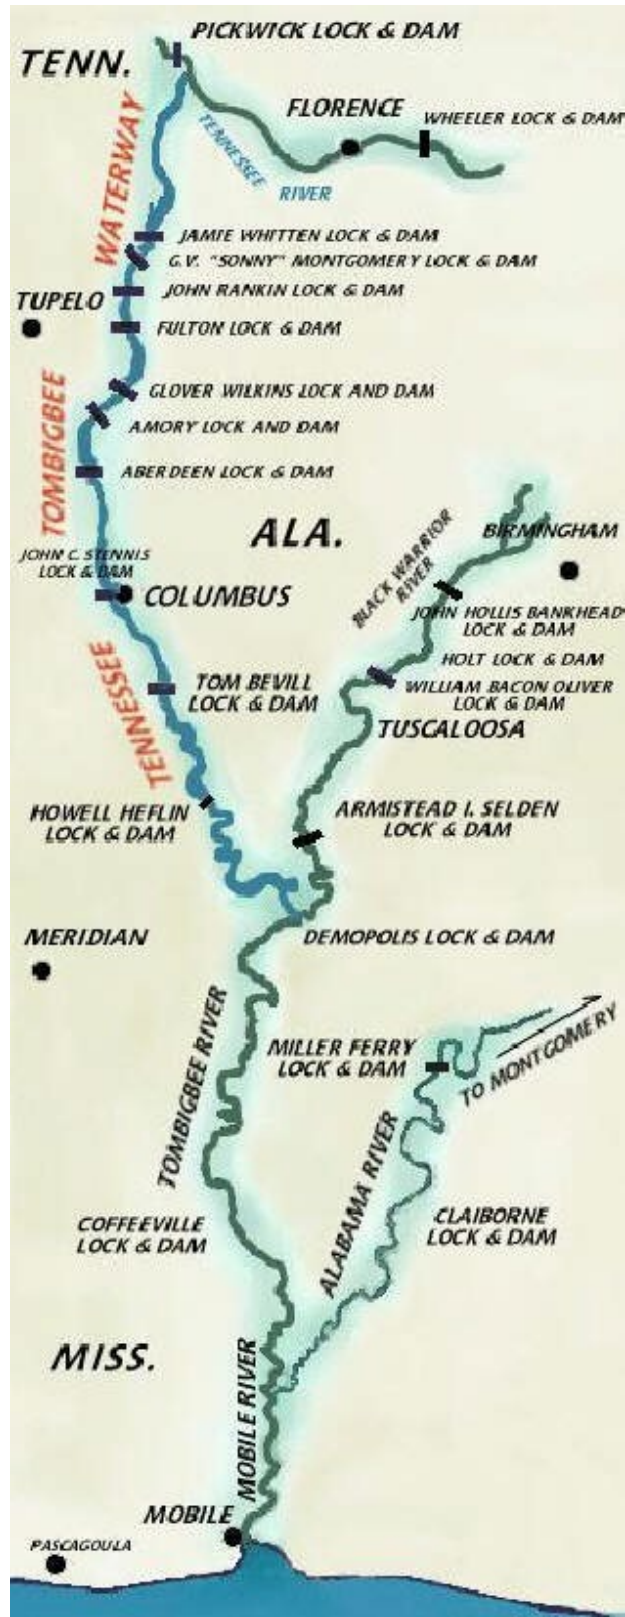 PICKWICK LOCK & DAM
TENN.
FLORENCE
WHEELER LOCK & DAM
TENNESSEE
RIVER
WATERWAY
JAMIE WHITTEN LOCK & DAM
G.V. "SONNY" MONTGOMERY LOCK & DAM
JOHN RANKIN LOCK & DAM
TUPELO
FULTON LOCK & DAM
GLOVER WILKINS LOCK AND DAM
AMORY LOCK AND DAM
TOMBIGBEE
ABERDEEN LOCK & DAM
ALA.
BLACK WARRIOR
RIVER
BIRMINGHAM
JOHN C. STENNIS
LOCK & DAM
COLUMBUS
JOHN HOLLIS BANKHEAD
LOCK & DAM
HOLT LOCK & DAM
TENNESSEE
TOM BEVILL
LOCK & DAM
WILLIAM BACON OLIVER
LOCK & DAM
TUSCALOOSA
HOWELL HEFLIN
LOCK & DAM
ARMISTEAD I. SELDEN
LOCK & DAM
MERIDIAN
DEMOPOLIS LOCK & DAM
TOMBIGBEE RIVER
MILLER FERRY
LOCK & DAM
TO MONTGOMERY
ALABAMA RIVER
COFFEEVILLE
LOCK & DAM
CLAIBORNE
LOCK & DAM
MISS.
MOBILE RIVER
MOBILE
PASCAGOULA